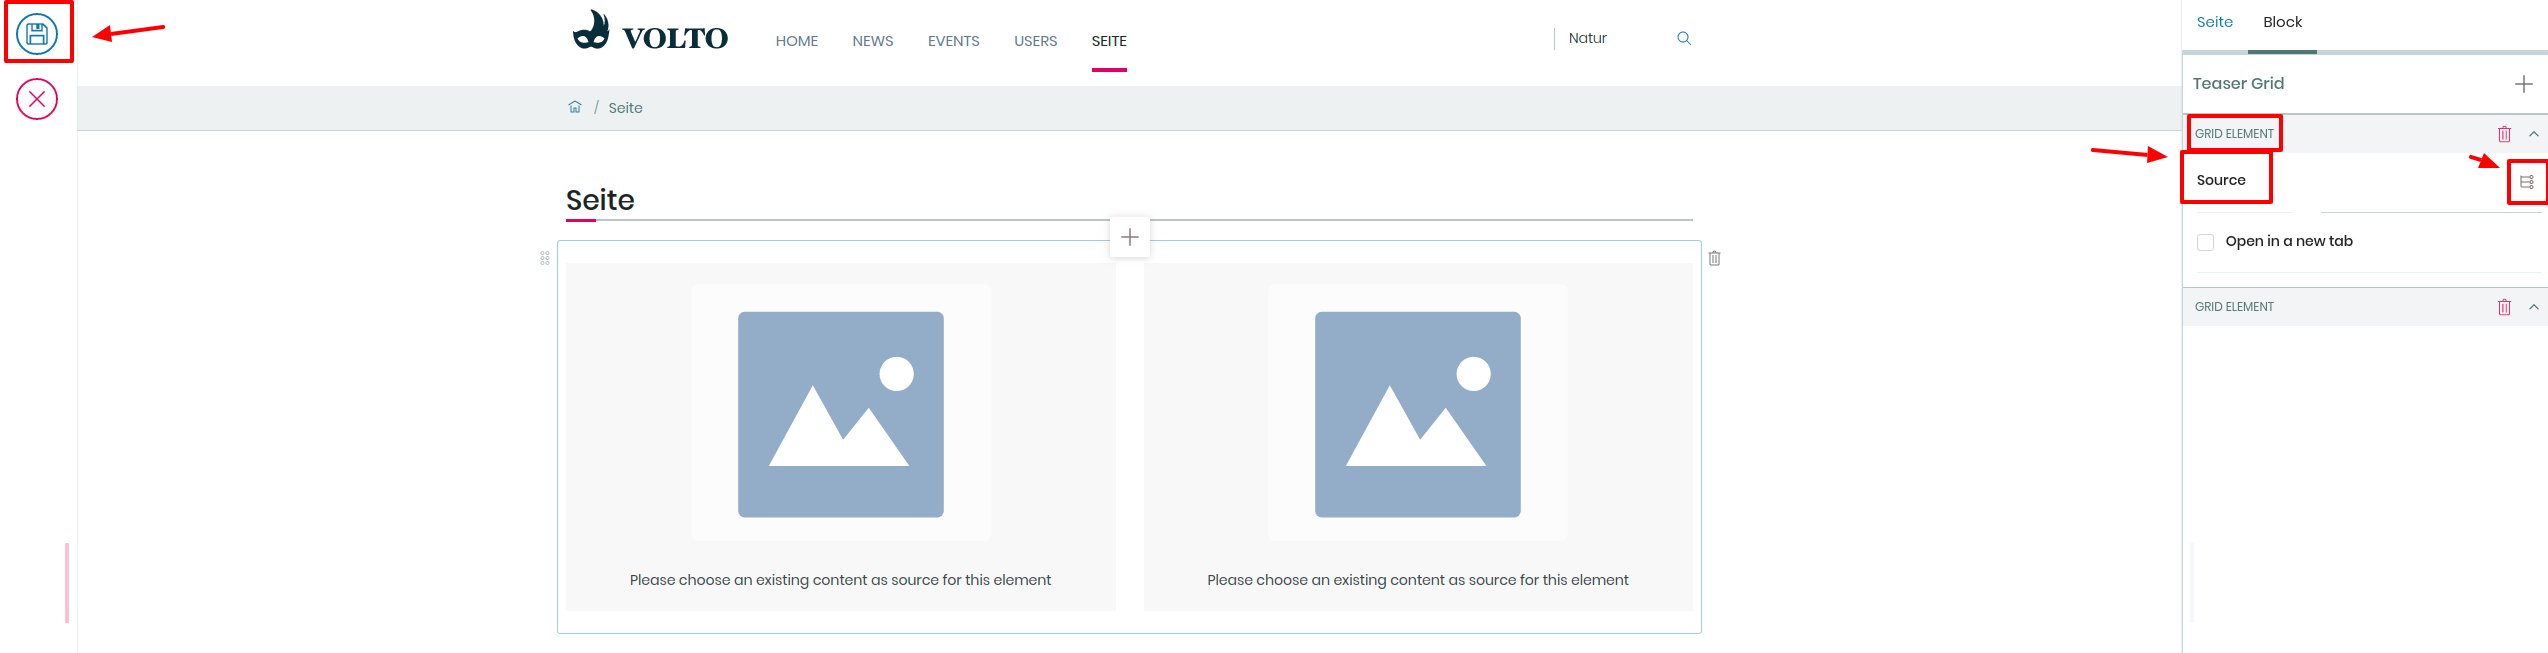 VOLTO
HOME NEWS EVENTS USERS SEITE
Natur
/ Seite
Seite
Please choose an existing content as source for this element
Please choose an existing content as source for this element
Seite Block
Teaser Grid
GRID ELEMENT
Source
Open in a new tab
GRID ELEMENT